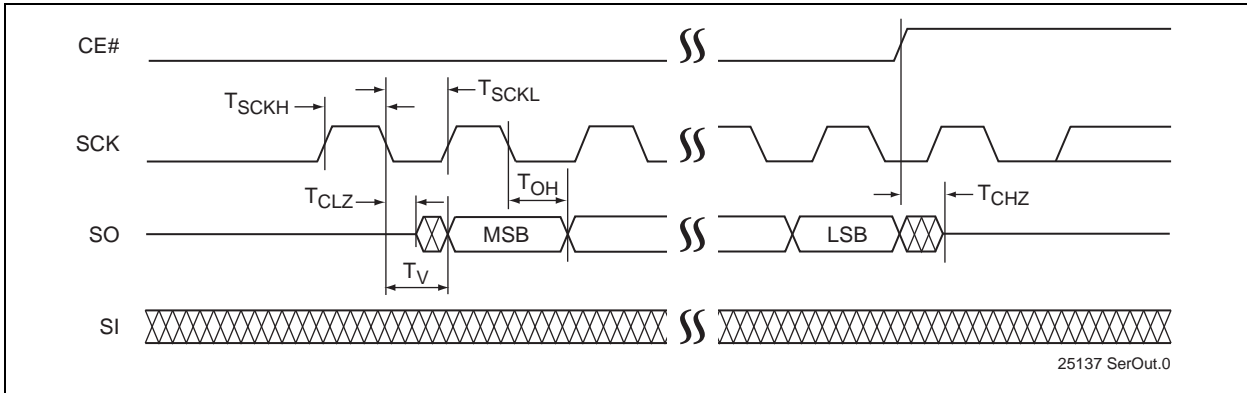 CE#
TSCKH
TSCKL
SCK
TCLZ
TOH
TCHZ
SO
MSB
LSB
TV
SI
25137 SerOut.0